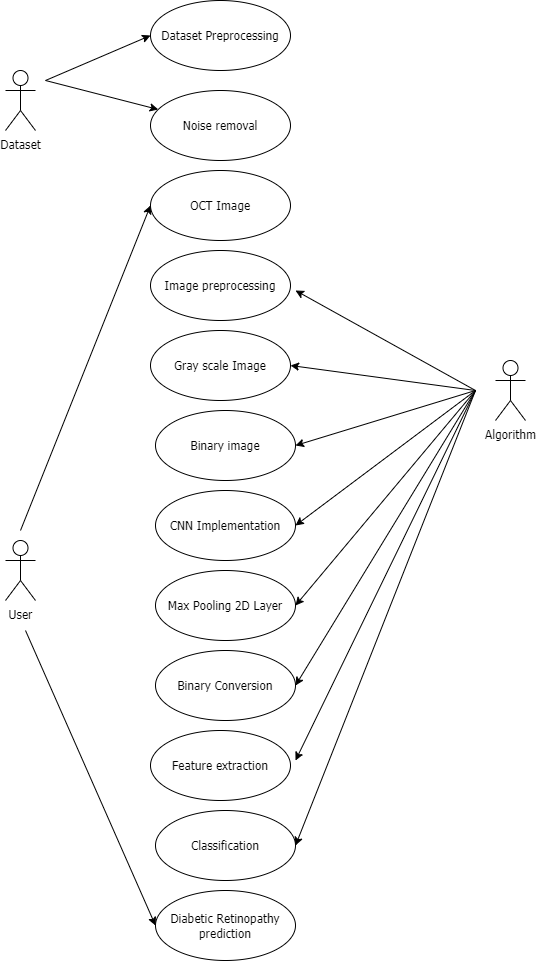 Dataset Preprocessing
Dataset
Noise removal
OCT Image
Image preprocessing
Gray scale Image
Algorithm
Binary image
CNN Implementation
User
Max Pooling 2D Layer
Binary Conversion
Feature extraction
Classification
Diabetic Retinopathy
prediction